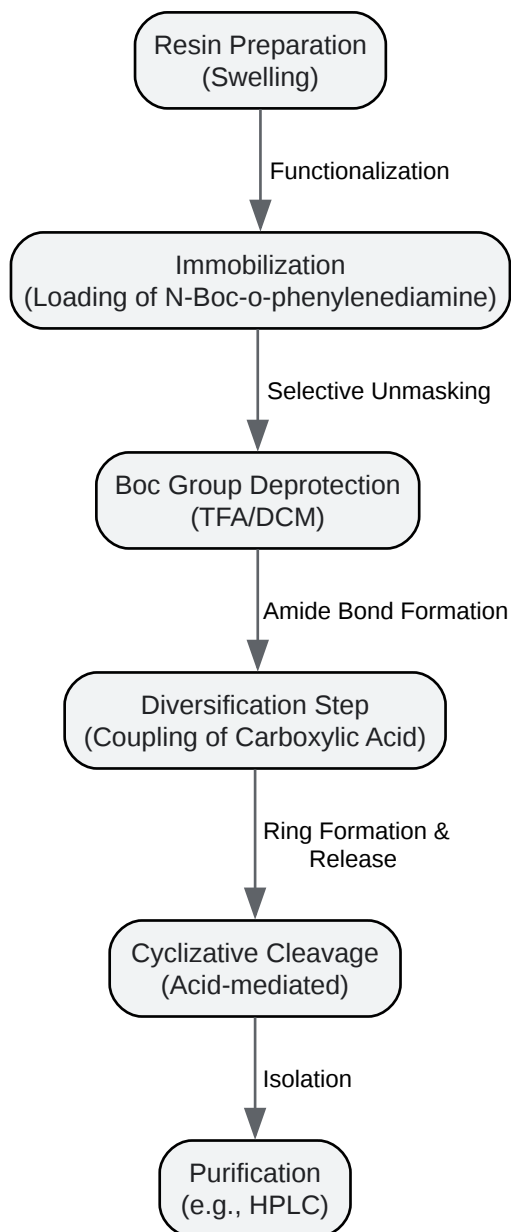 Resin Preparation
(Swelling)
Functionalization
Immobilization
(Loading of N-Boc-o-phenylenediamine)
Selective Unmasking
Boc Group Deprotection
(TFA/DCM)
Amide Bond Formation
Diversification Step
(Coupling of Carboxylic Acid)
Ring Formation &
Release
Cyclizative Cleavage
(Acid-mediated)
Isolation
Purification
(e.g., HPLC)